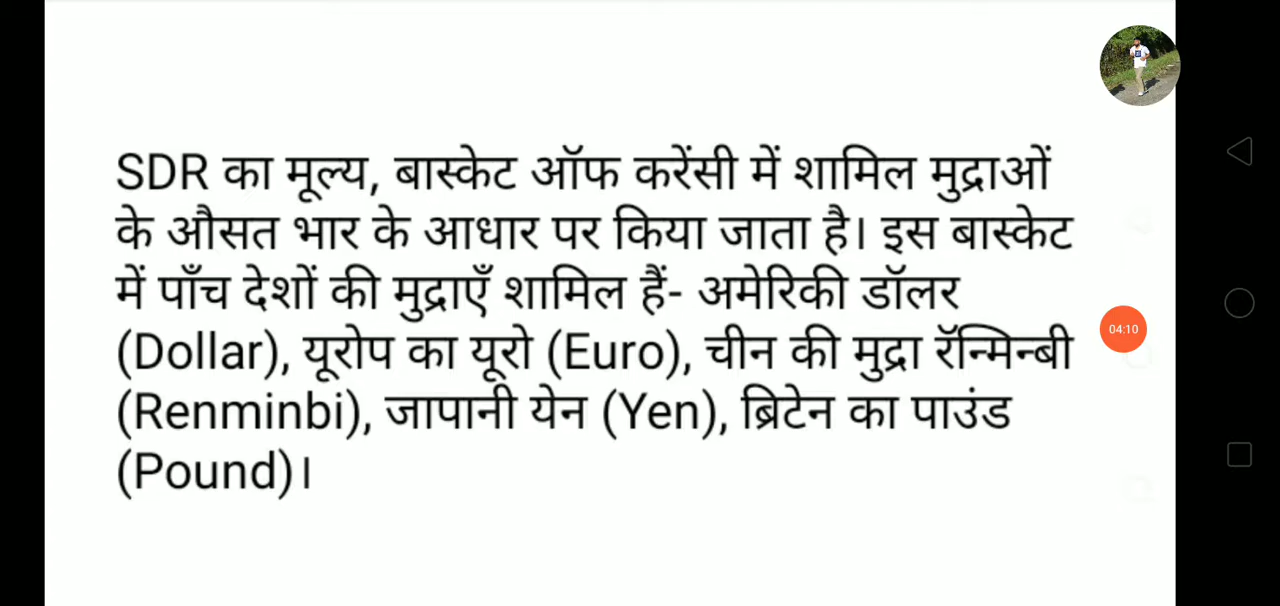 SDR का मूल्य, बास्केट ऑफ करेंसी में शामिल मुद्राओं
के औसत भार के आधार पर किया जाता है। इस बास्केट
में पाँच देशों की मुद्राएँ शामिल हैं- अमेरिकी डॉलर
(Dollar), यूरोप का यूरो (Euro), चीन की मुद्रा रॅन्मिन्बी
(Renminbi), जापानी येन (Yen), ब्रिटेन का पाउंड
(Pound)।
04:10